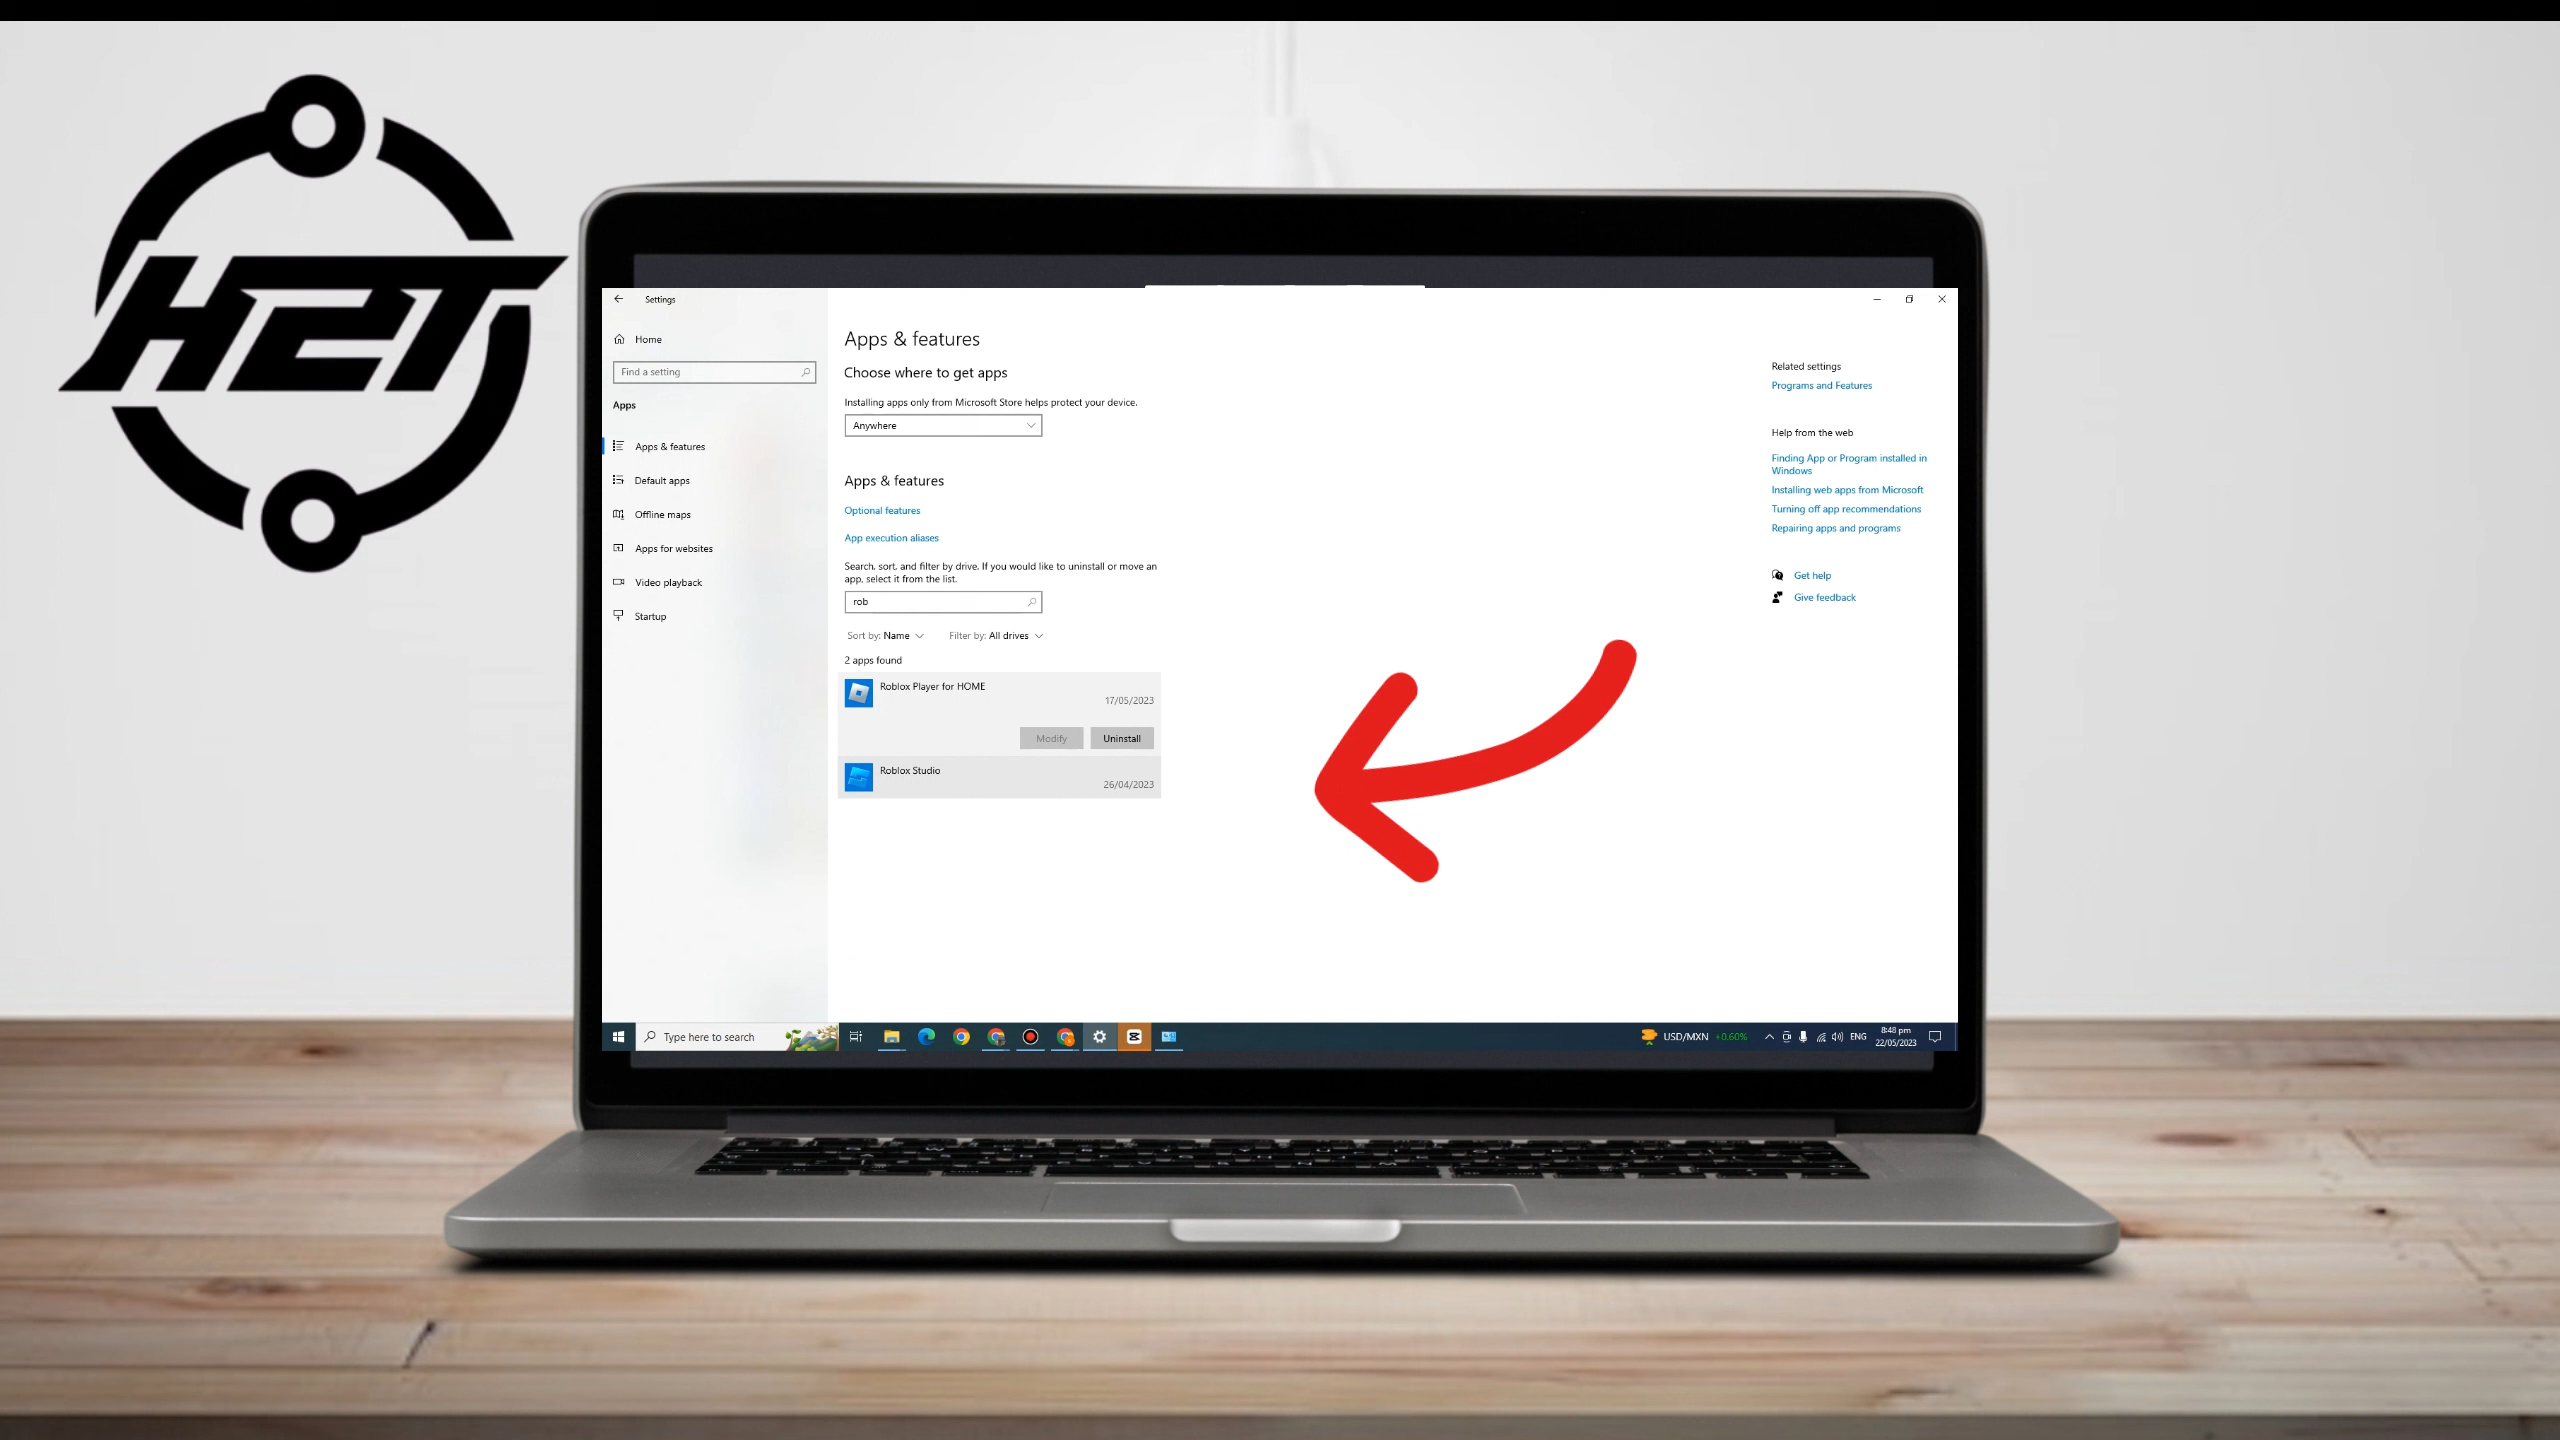 H2T
Settings
Home
Find a setting
Apps
Apps & features
Default apps
Offline maps
Apps for websites
Video playback
Startup
Apps & features
Choose where to get apps
Installing apps only from Microsoft Store helps protect your device.
Anywhere
Apps & features
Optional features
App execution aliases
Search, sort, and filter by drive. If you would like to uninstall or move an
app, select it from the list.
rob
Sort by: Name
Filter by: All drives
2 apps found
Roblox Player for HOME
17/05/2023
Modify
Uninstall
Roblox Studio
26/04/2023
Related settings
Programs and Features
Help from the web
Finding App or Program installed in
Windows
Installing web apps from Microsoft
Turning off app recommendations
Repairing apps and programs
Get help
Give feedback
Type here to search
USD/MXN +0.60%
ENG
8:48 pm
22/05/2023